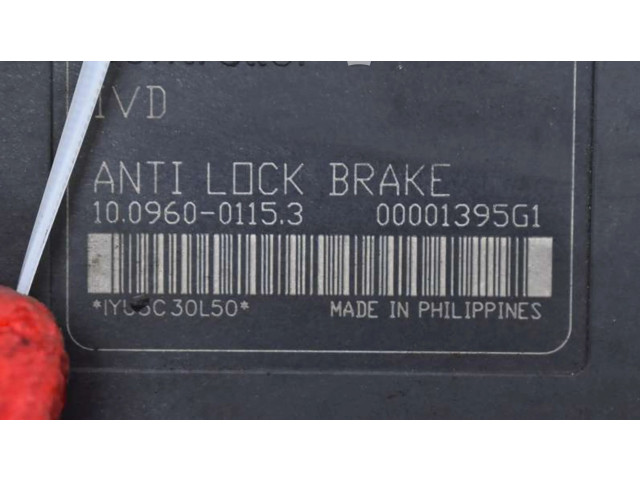 IVD
ANTI LOCK BRAKE
10.0960-0115.3 00001395G1
MADE IN PHILIPPINES